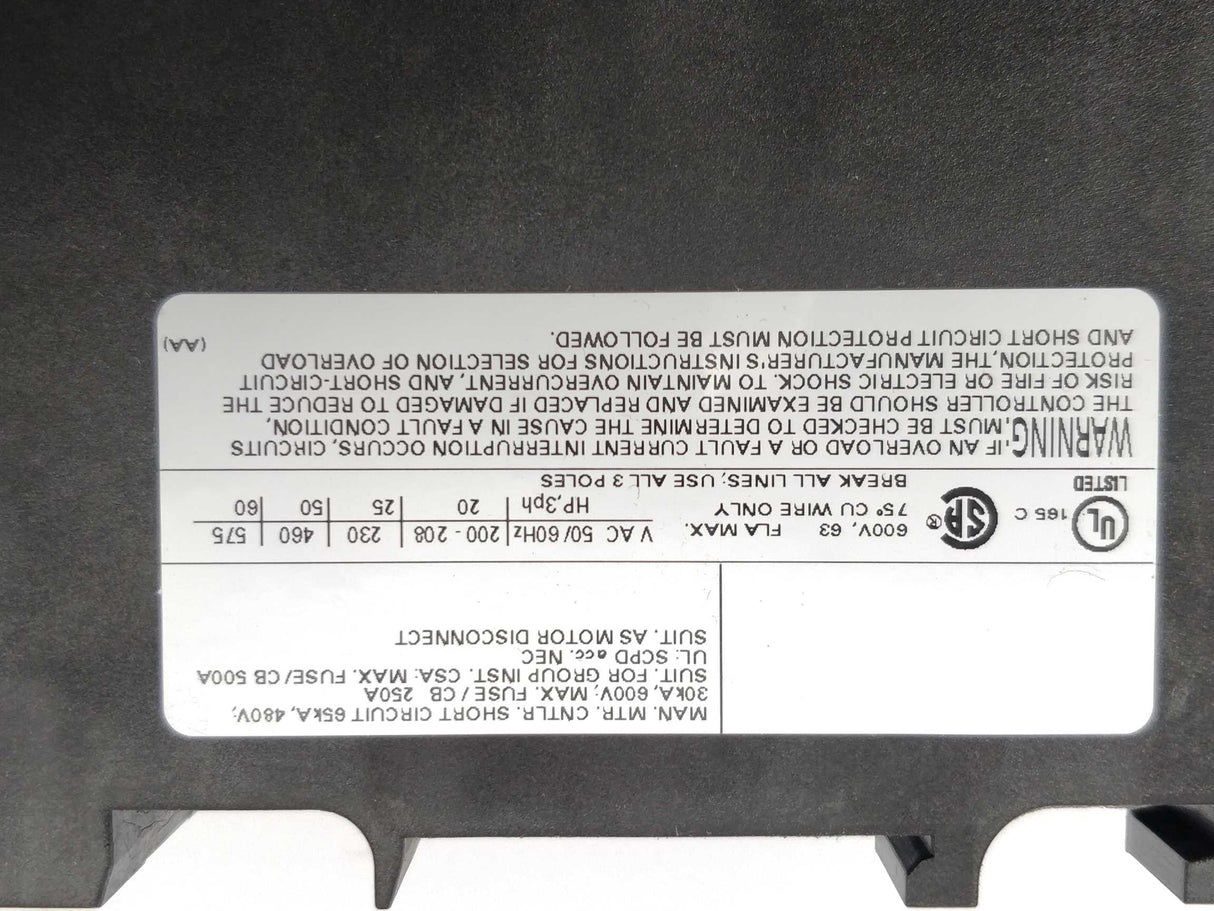 MAN. MTR. CNTLR. SHORT CIRCUIT 65kA, 480V;
30kA, 600V; MAX. FUSE / CB 250A
SUIT. FOR GROUP INST. CSA: MAX. FUSE/ CB 500A
UL: SCPD acc. NEC
SUIT. AS MOTOR DISCONNECT
UL
LISTED
165 C
SA®
600V, 63 FLA MAX.
75° CU WIRE ONLY
BREAK ALL LINES; USE ALL 3 POLES
V AC 50/60Hz 200 - 208 230 460 575
HP,3ph 20 25 50 60
WARNING: IF AN OVERLOAD OR A FAULT CURRENT INTERRUPTION OCCURS, CIRCUITS
MUST, BE CHECKED TO DETERMINE THE CAUSE IN A FAULT CONDITION,
THE CONTROLLER SHOULD BE EXAMINED AND REPLACED IF DAMAGED TO REDUCE THE
RISK OF FIRE OR ELECTRIC SHOCK. TO MAINTAIN OVERCURRENT, AND SHORT-CIRCUIT
PROTECTION, THE MANUFACTURER'S INSTRUCTIONS FOR SELECTION OF OVERLOAD
AND SHORT CIRCUIT PROTECTION MUST BE FOLLOWED.
(AA)